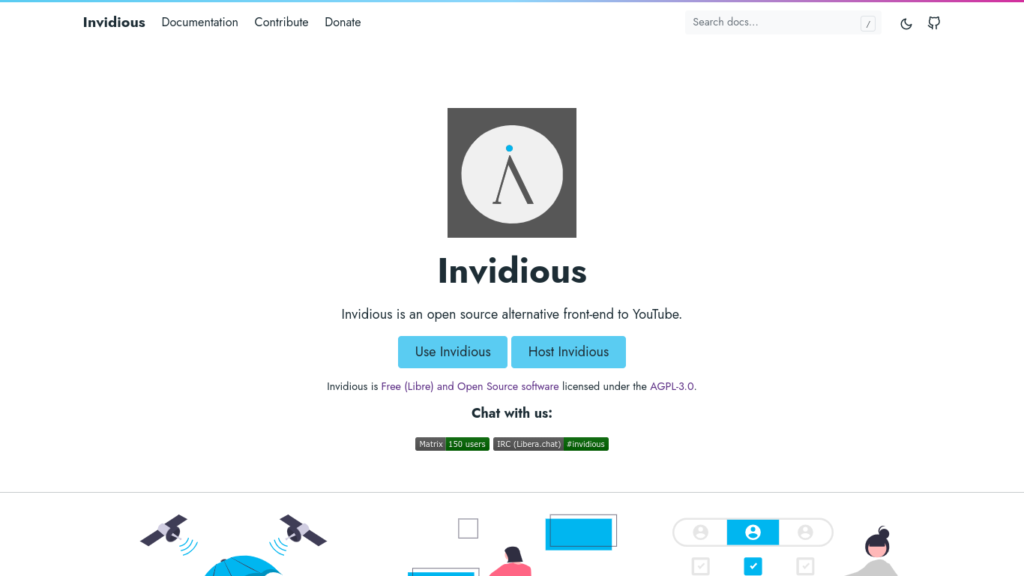 Invidious Documentation Contribute Donate Search docs... /
Invidious
Invidious is an open source alternative front-end to YouTube.
Use Invidious Host Invidious
Invidious is Free (Libre) and Open Source software licensed under the AGPL-3.0.
Chat with us:
Matrix 150 users IRC (Libera.chat) #invidious